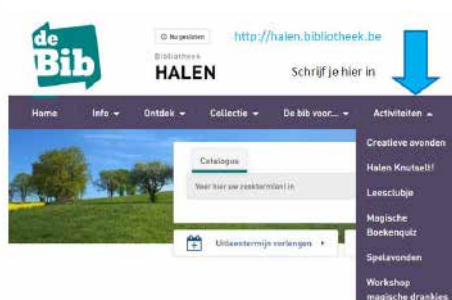 de
Bib
Nu gesloten
http://halen.bibliotheek.be
Bibliotheek
HALEN
Schrijf je hier in
Home Info Ontdek Collectie De bib voor... Activiteiten
Creatieve avonden
Catalogus
Halen Knutselt!
Voer hier uw zoekterm(en) in
Leesclubje
Magische
Boekenquiz
Uitleentermijn verlengen
Spelavonden
Workshop
magische drankjes